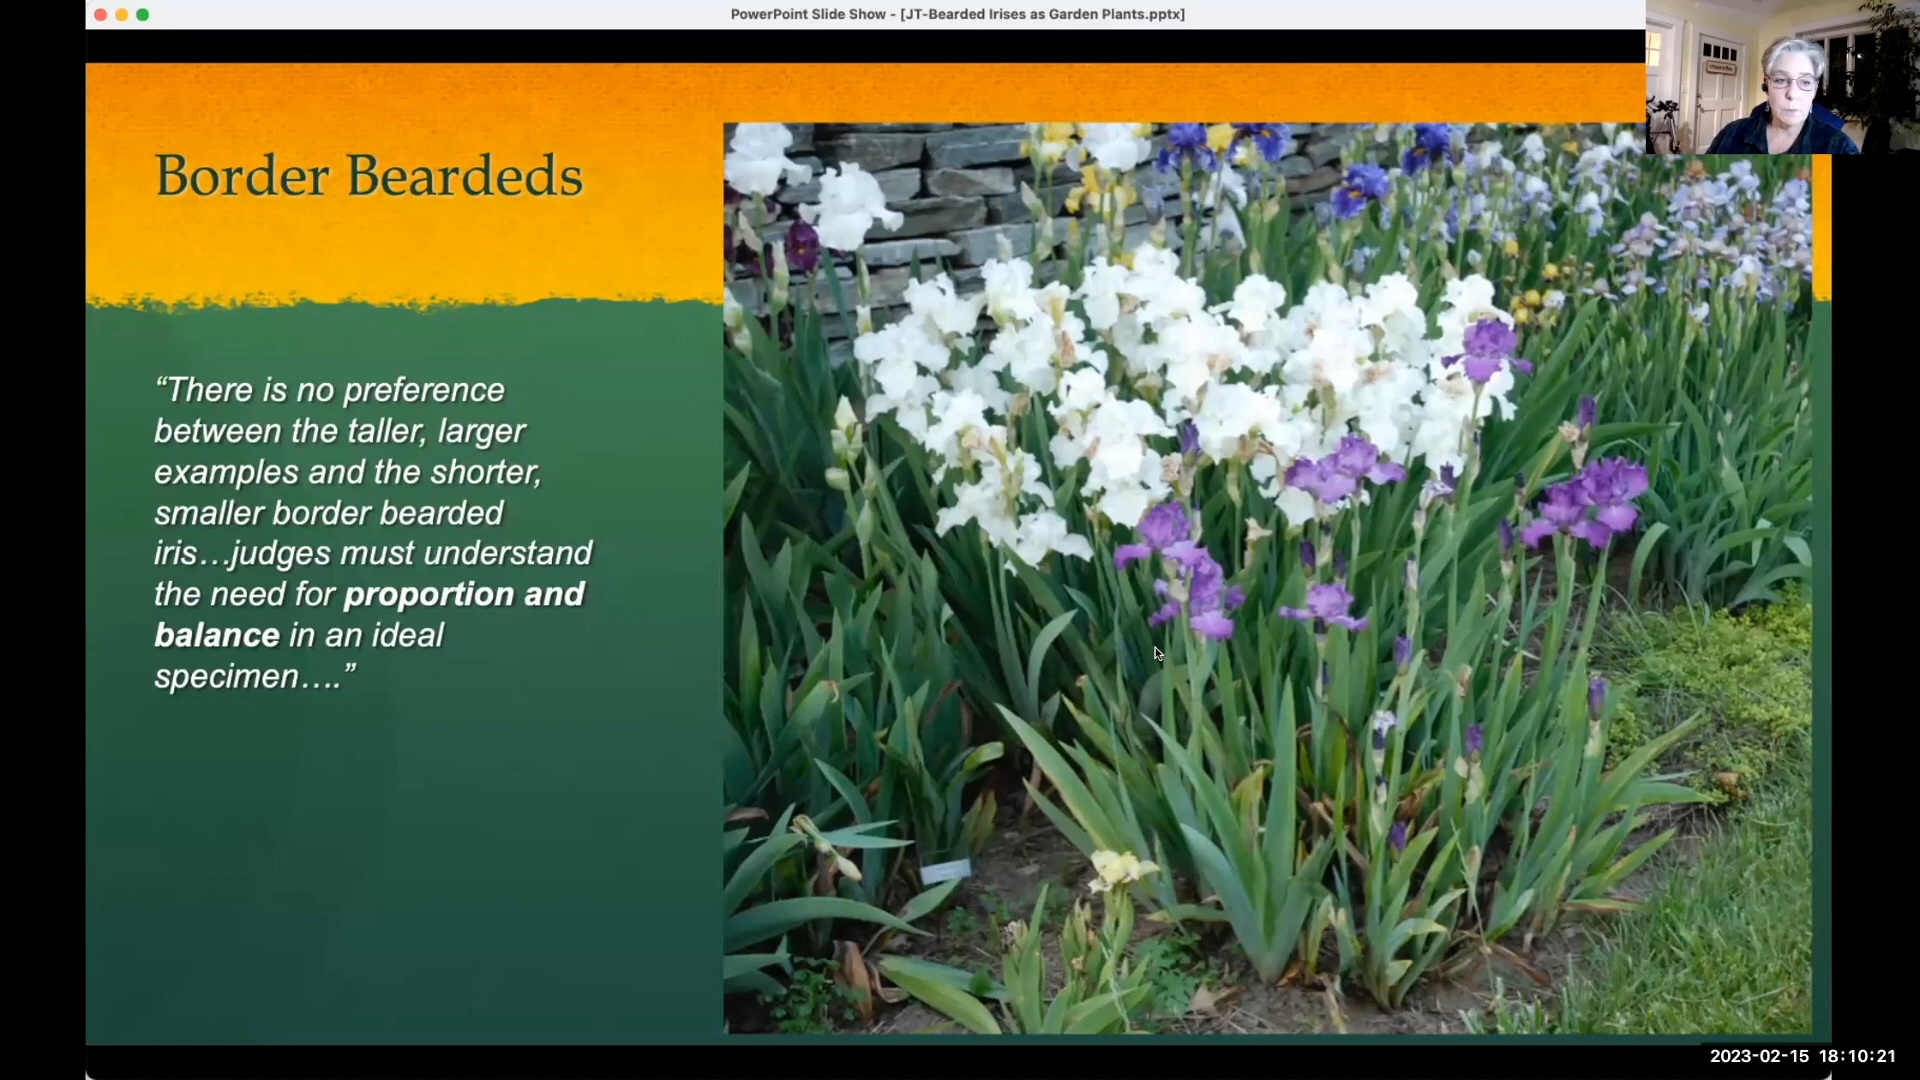 PowerPoint Slide Show - [JT-Bearded Irises as Garden Plants.pptx]
Border Beardeds
“There is no preference
between the taller, larger
examples and the shorter,
smaller border bearded
iris…judges must understand
the need for proportion and
balance in an ideal
specimen….”
2023-02-15 18:10:21